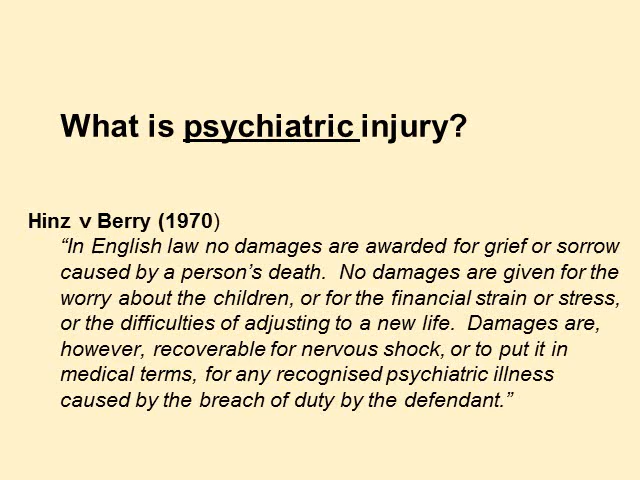 What is psychiatric injury?
Hinz v Berry (1970)
“In English law no damages are awarded for grief or sorrow
caused by a person’s death.  No damages are given for the
worry about the children, or for the financial strain or stress,
or the difficulties of adjusting to a new life.  Damages are,
however, recoverable for nervous shock, or to put it in
medical terms, for any recognised psychiatric illness
caused by the breach of duty by the defendant.”